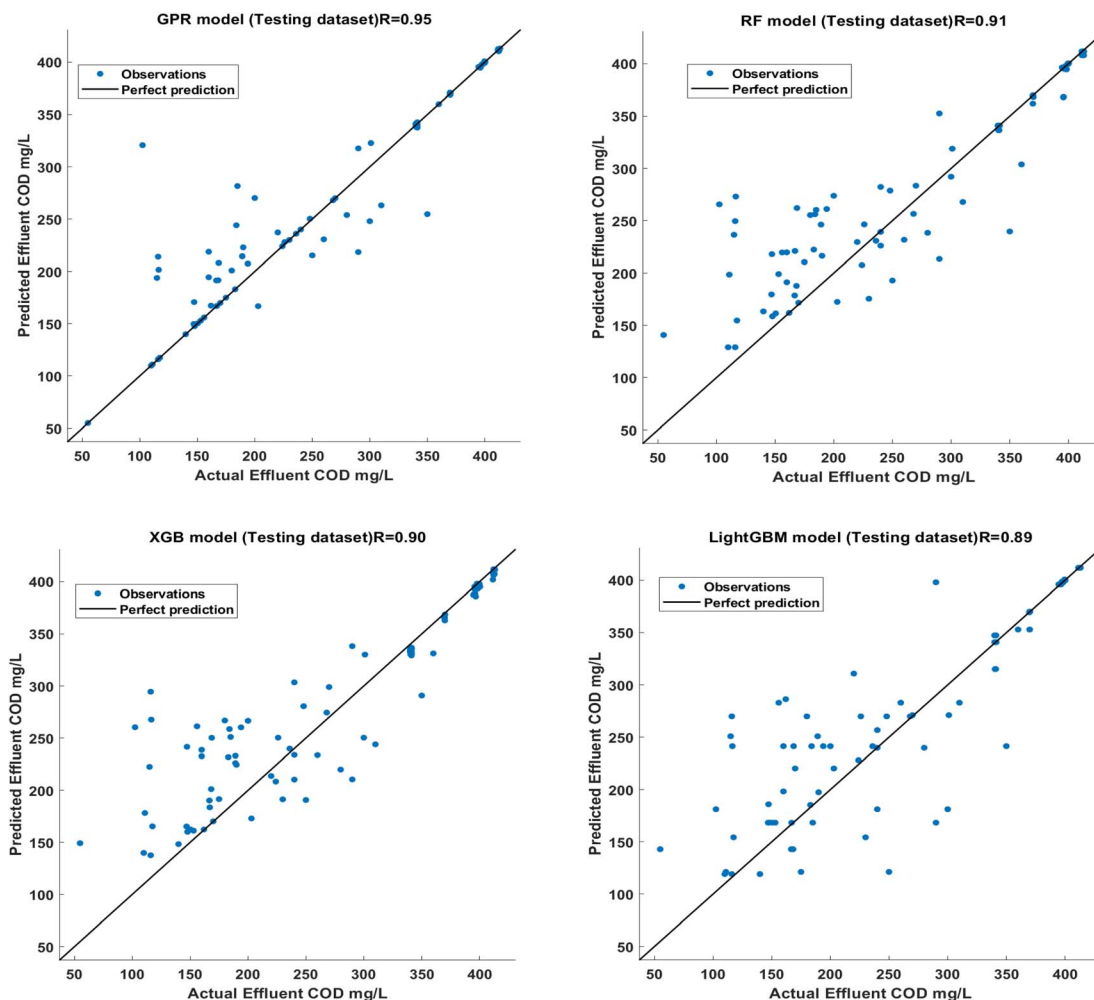 GPR model (Testing dataset)R=0.95
Observations
Perfect prediction
Predicted Effluent COD mg/L
400
350
300
250
200
150
100
50
50 100 150 200 250 300 350 400
Actual Effluent COD mg/L
RF model (Testing dataset)R=0.91
Observations
Perfect prediction
Predicted Effluent COD mg/L
400
350
300
250
200
150
100
50
50 100 150 200 250 300 350 400
Actual Effluent COD mg/L
XGB model (Testing dataset)R=0.90
Observations
Perfect prediction
Predicted Effluent COD mg/L
400
350
300
250
200
150
100
50
50 100 150 200 250 300 350 400
Actual Effluent COD mg/L
LightGBM model (Testing dataset)R=0.89
Observations
Perfect prediction
Predicted Effluent COD mg/L
400
350
300
250
200
150
100
50
50 100 150 200 250 300 350 400
Actual Effluent COD mg/L